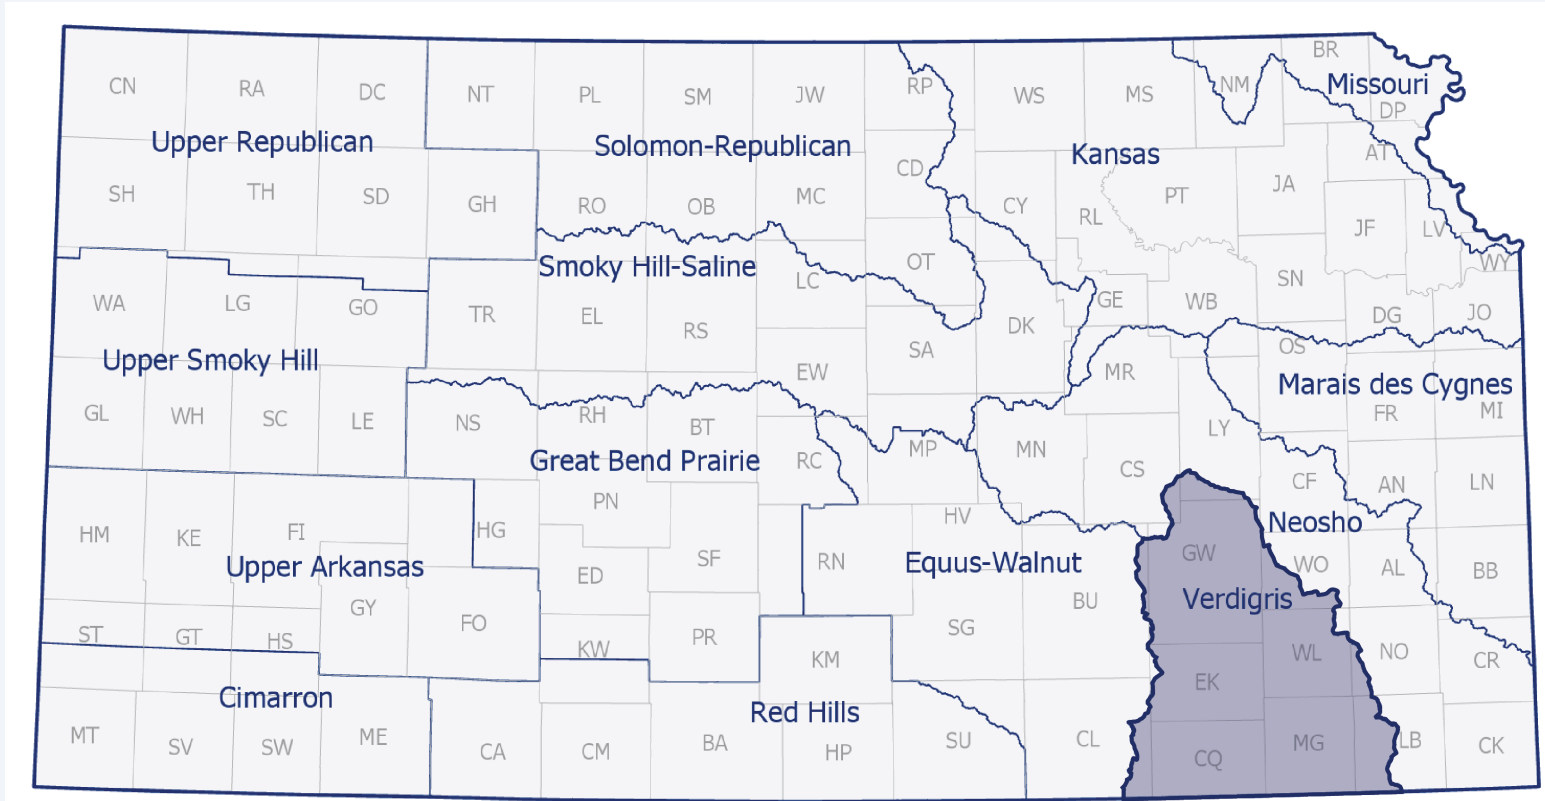 BR
CN
RA
DC
NT
PL
SM
JW
RP
WS
MS
NM
Missouri
DP
Upper Republican
Solomon-Republican
Kansas
AT
SH
TH
SD
GH
RO
OB
MC
CD
CY
RL
PT
JA
JF
LV
Smoky Hill-Saline
OT
WY
WA
LG
GO
TR
EL
RS
LC
DK
GE
WB
SN
DG
JO
Upper Smoky Hill
SA
EW
MR
OS
Marais des Cygnes
GL
WH
SC
LE
NS
RH
BT
MP
MN
LY
FR
MI
Great Bend Prairie
RC
CS
CF
AN
LN
PN
HV
Neosho
HM
KE
FI
HG
SF
RN
Equus-Walnut
GW
WO
AL
BB
Upper Arkansas
ED
BU
Verdigris
GY
FO
SG
ST
GT
HS
KW
PR
KM
WL
NO
CR
Cimarron
Red Hills
EK
MT
SV
SW
ME
CA
CM
BA
HP
SU
CL
CQ
MG
LB
CK